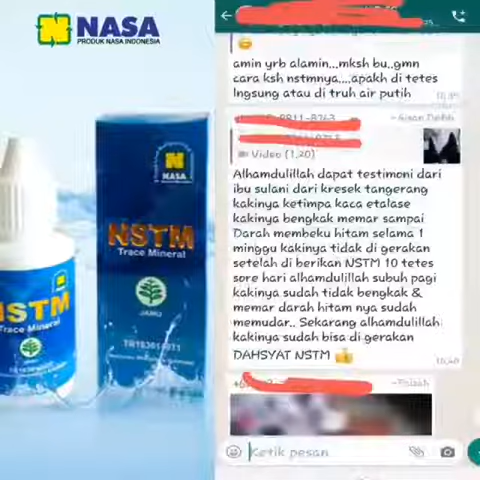 NASA
PRODUK NASA INDONESIA
N
NASA
NSTM
Trace Mineral
JAMU
NSTM
Trace Mineral
amin yrb alamin...mksh bu..gmn
cara ksh nstmnya....apakh di tetes
lngsung atau di truh air putih
Video (1,20)
Alhamdulillah dapat testimoni dari
ibu sulani dari kresek tangerang
kakinya ketimpa kaca etalase
kakinya bengkak memar sampai
Darah membeku hitam selama 1
minggu kakinya tidak di gerakan
setelah di berikan NSTM 10 tetes
sore hari alhamdulillah subuh pagi
kakinya sudah tidak bengkak &
memar darah hitam nya sudah
memudar.. Sekarang alhamdulillah
kakinya sudah bisa di gerakan
DAHSYAT NSTM
Ketik pesan